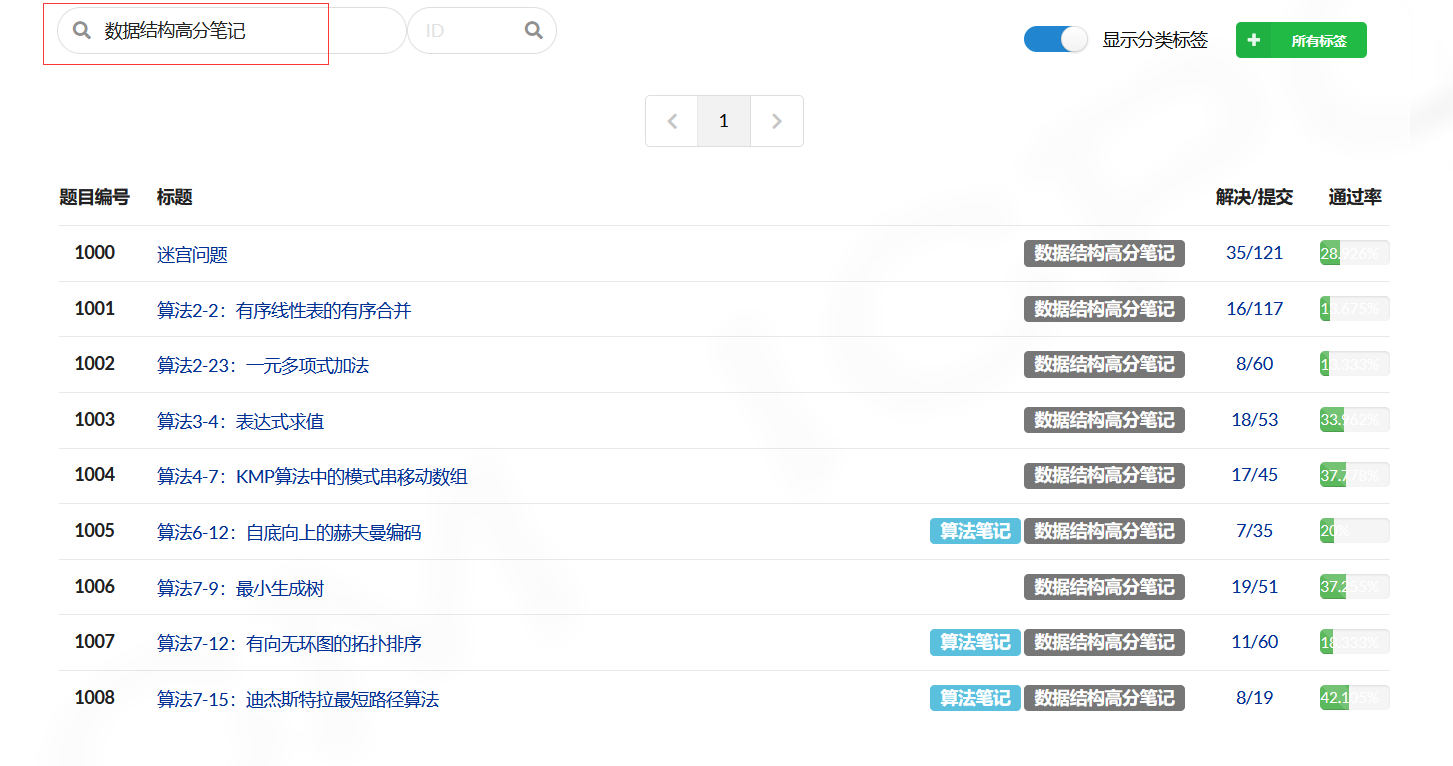 数据结构高分笔记 ID 显示分类标签 所有标签
1
题目编号 标题 解决/提交 通过率
1000 迷宫问题 数据结构高分笔记 35/121 28.926%
1001 算法2-2：有序线性表的有序合并 数据结构高分笔记 16/117 13.675%
1002 算法2-23：一元多项式加法 数据结构高分笔记 8/60 13.333%
1003 算法3-4：表达式求值 数据结构高分笔记 18/53 33.962%
1004 算法4-7：KMP算法中的模式串移动数组 数据结构高分笔记 17/45 37.778%
1005 算法6-12：自底向上的赫夫曼编码 算法笔记 数据结构高分笔记 7/35 20%
1006 算法7-9：最小生成树 数据结构高分笔记 19/51 37.255%
1007 算法7-12：有向无环图的拓扑排序 算法笔记 数据结构高分笔记 11/60 18.333%
1008 算法7-15：迪杰斯特拉最短路径算法 算法笔记 数据结构高分笔记 8/19 42.105%